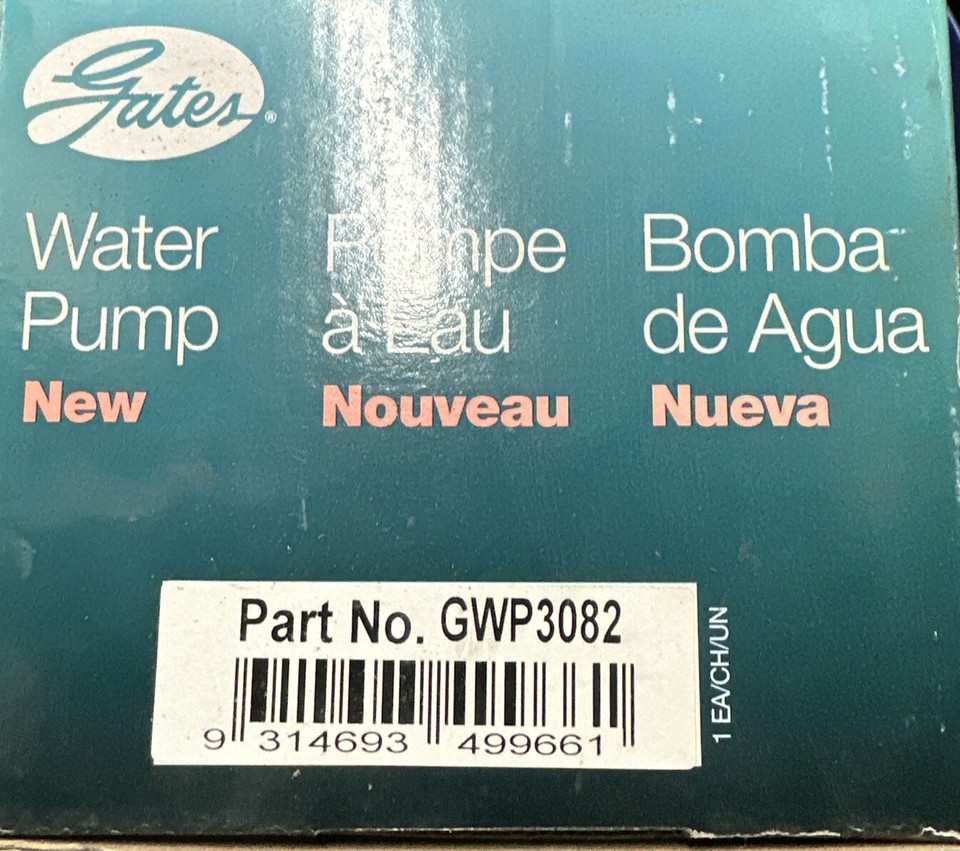 Gates®
Water Pompe Bomba
Pump à Eau de Agua
New Nouveau Nueva
Part No. GWP3082
9 314693 499661
1 EA/CH/UN